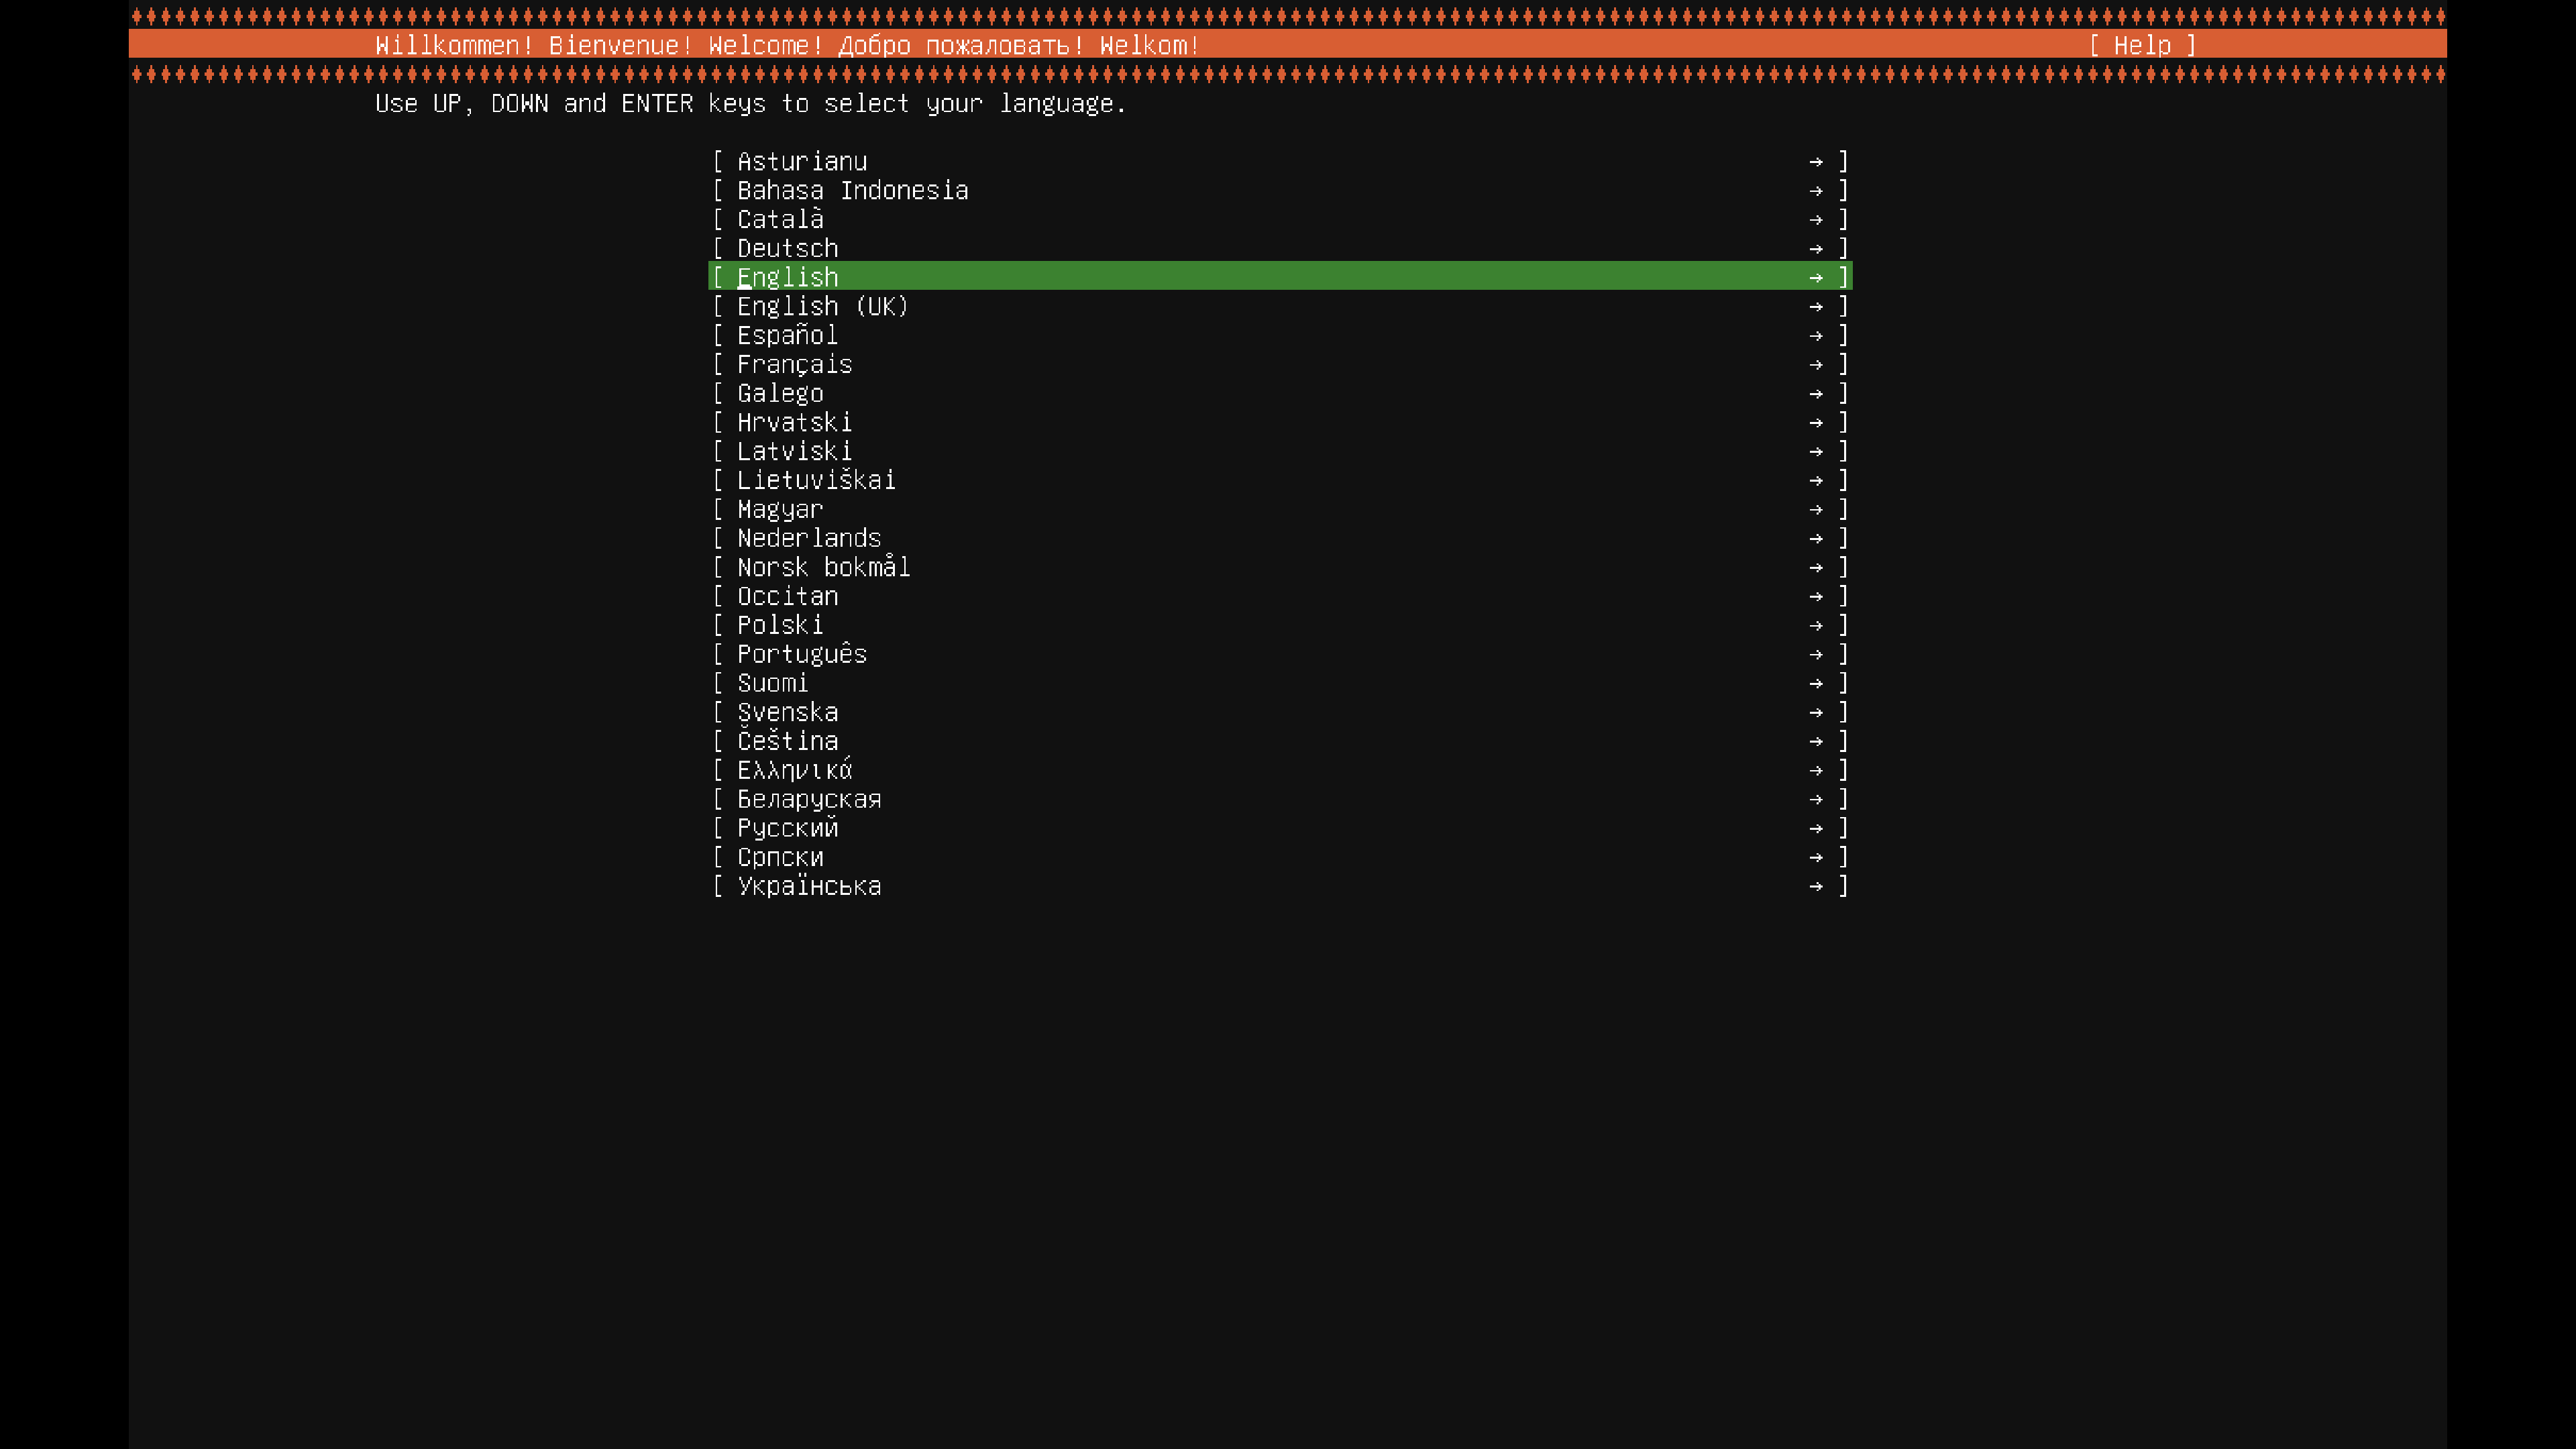 Willkommen! Bienvenue! Welcome! Добро пожаловать! Welkom! [ Help ]
Use UP, DOWN and ENTER keys to select your language.
[ Asturianu → ]
[ Bahasa Indonesia → ]
[ Català → ]
[ Deutsch → ]
[ English → ]
[ English (UK) → ]
[ Español → ]
[ Français → ]
[ Galego → ]
[ Hrvatski → ]
[ Latviski → ]
[ Lietuviškai → ]
[ Magyar → ]
[ Nederlands → ]
[ Norsk bokmål → ]
[ Occitan → ]
[ Polski → ]
[ Português → ]
[ Suomi → ]
[ Svenska → ]
[ Čeština → ]
[ Ελληνικά → ]
[ Беларуская → ]
[ Русский → ]
[ Српски → ]
[ Українська → ]